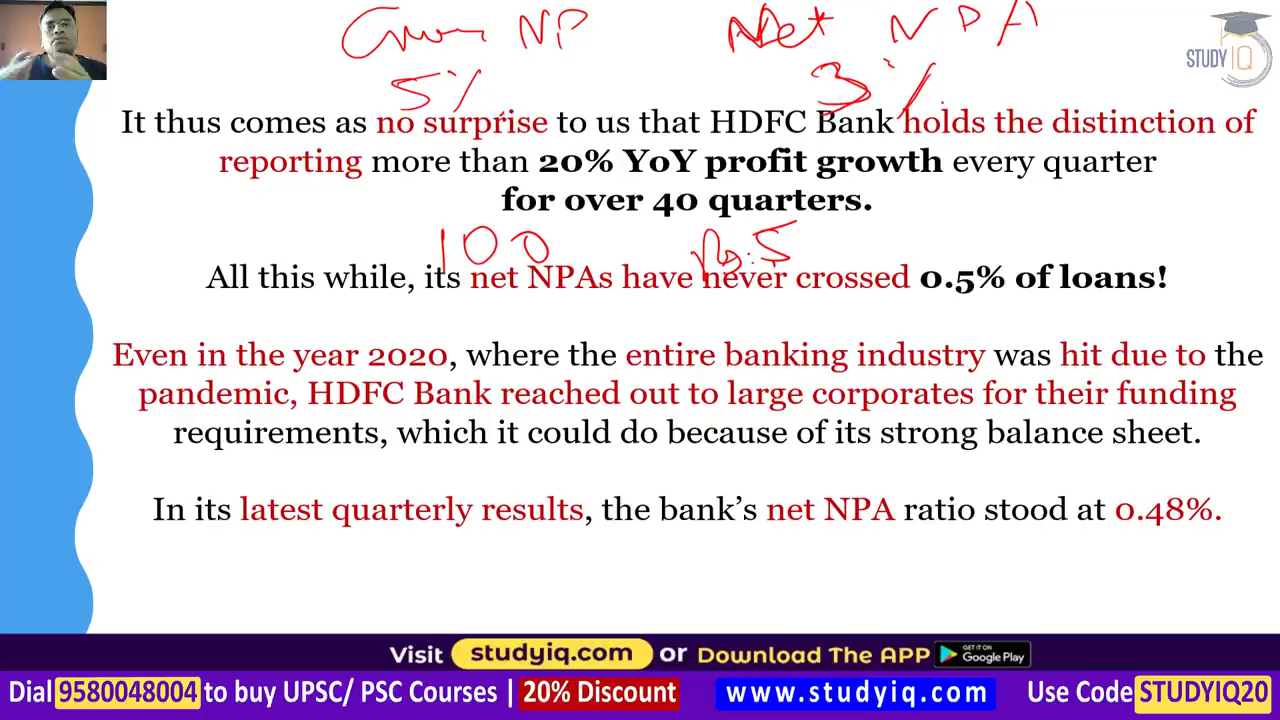 Gross NP Net NPA
STUDY IQ
5% 3%
It thus comes as no surprise to us that HDFC Bank holds the distinction of
reporting more than 20% YoY profit growth every quarter
for over 40 quarters.
100 Rs.5
All this while, its net NPAs have never crossed 0.5% of loans!
Even in the year 2020, where the entire banking industry was hit due to the
pandemic, HDFC Bank reached out to large corporates for their funding
requirements, which it could do because of its strong balance sheet.
In its latest quarterly results, the bank’s net NPA ratio stood at 0.48%.
Visit studyiq.com or Download The APP GET IT ON Google Play
Dial 9580048004 to buy UPSC/ PSC Courses | 20% Discount www.studyiq.com Use Code STUDYIQ20